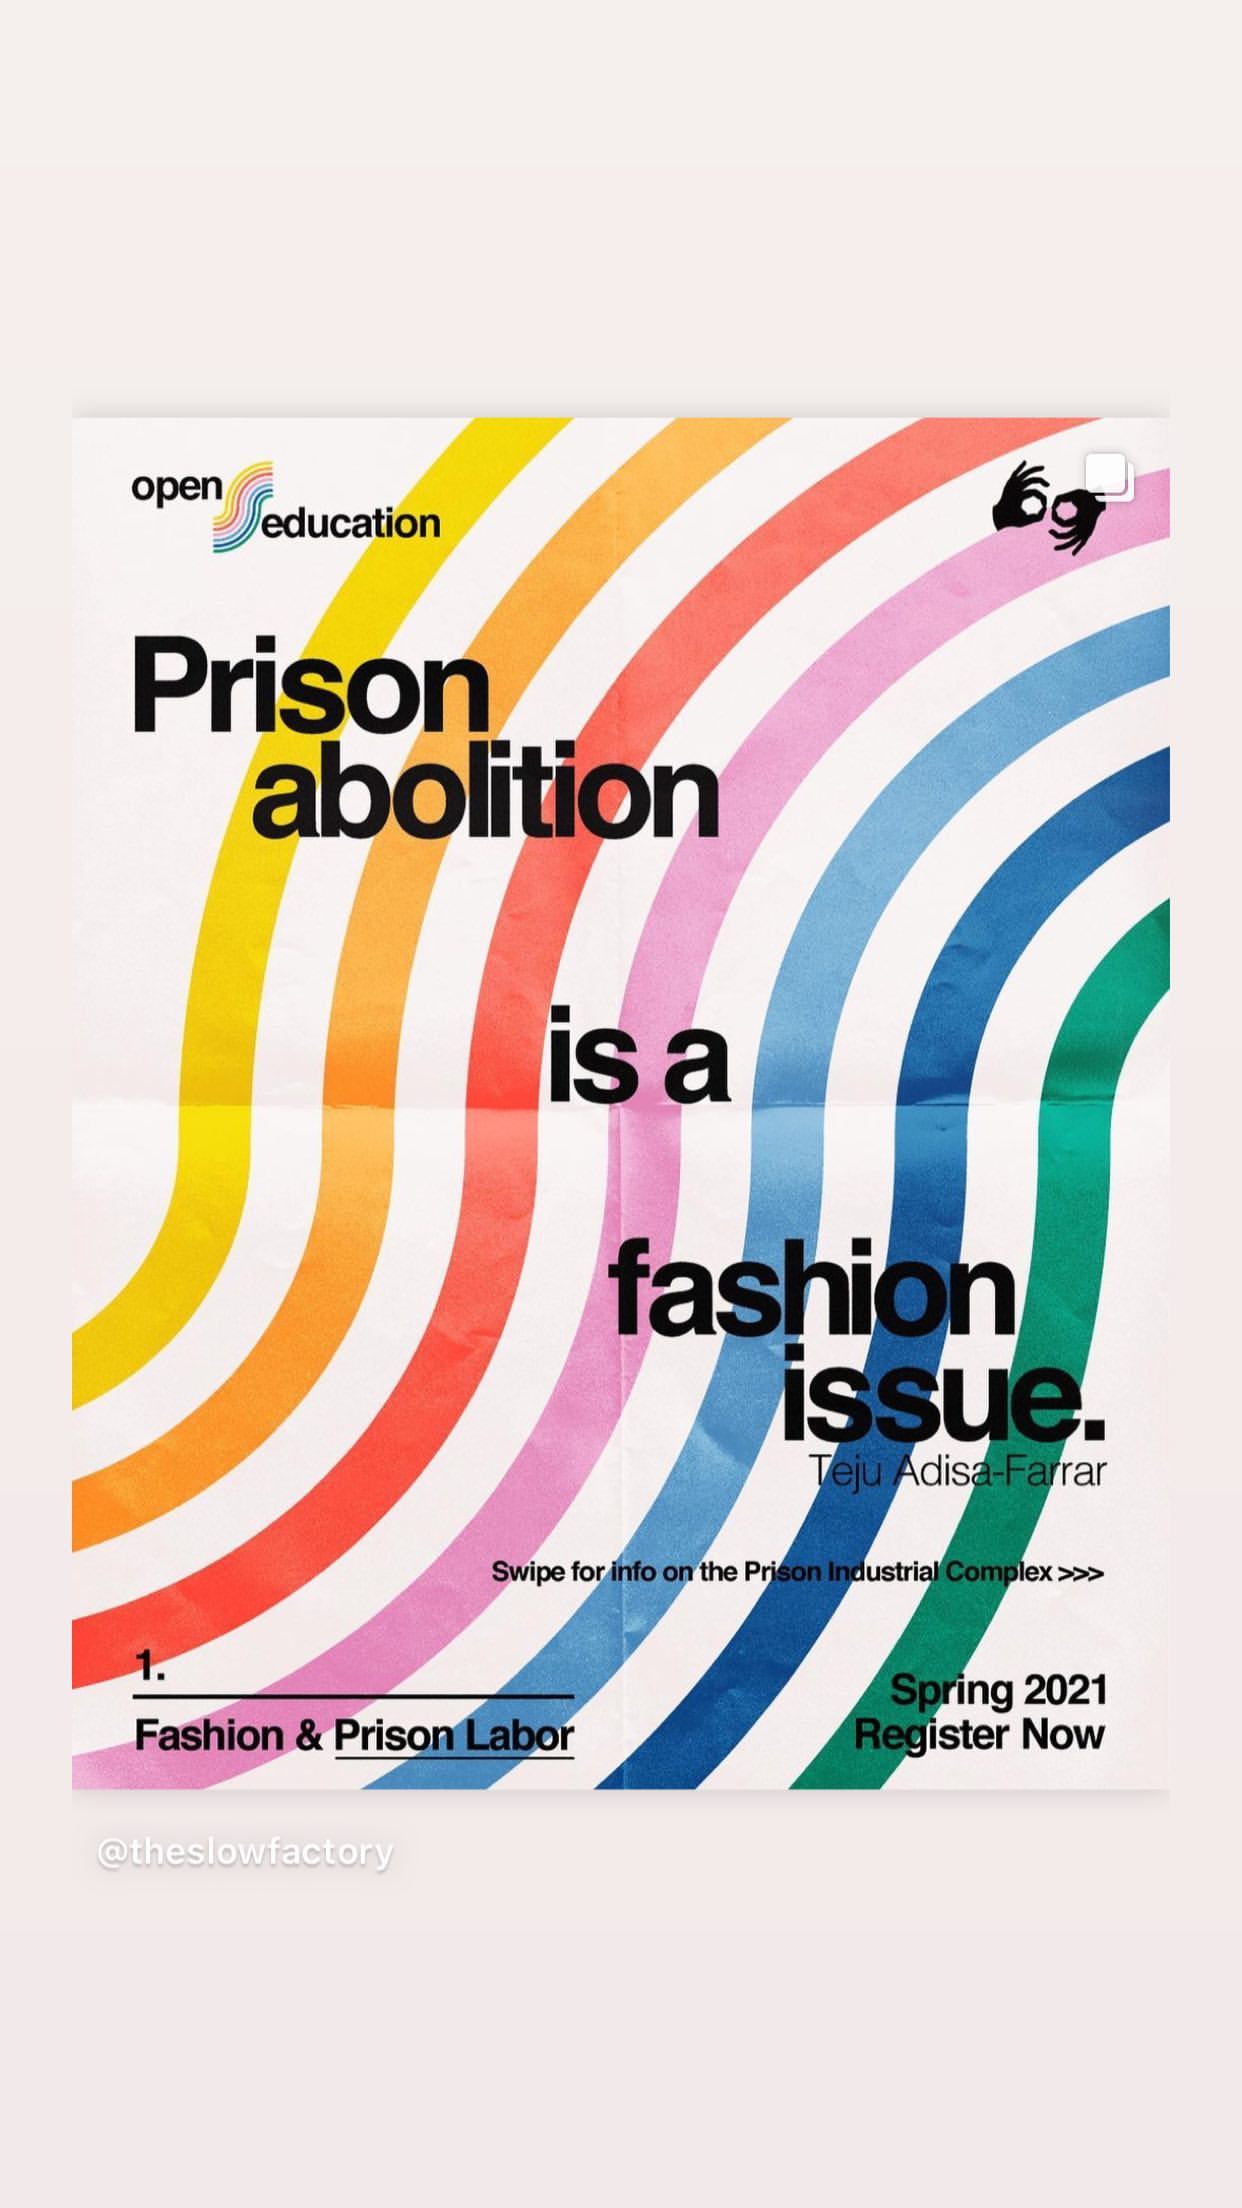 open
education
Prison
abolition
is a
fashion
issue.
Teju Adisa-Farrar
Swipe for info on the Prison Industrial Complex >>>
1.
Fashion & Prison Labor
Spring 2021
Register Now
@theslowfactory